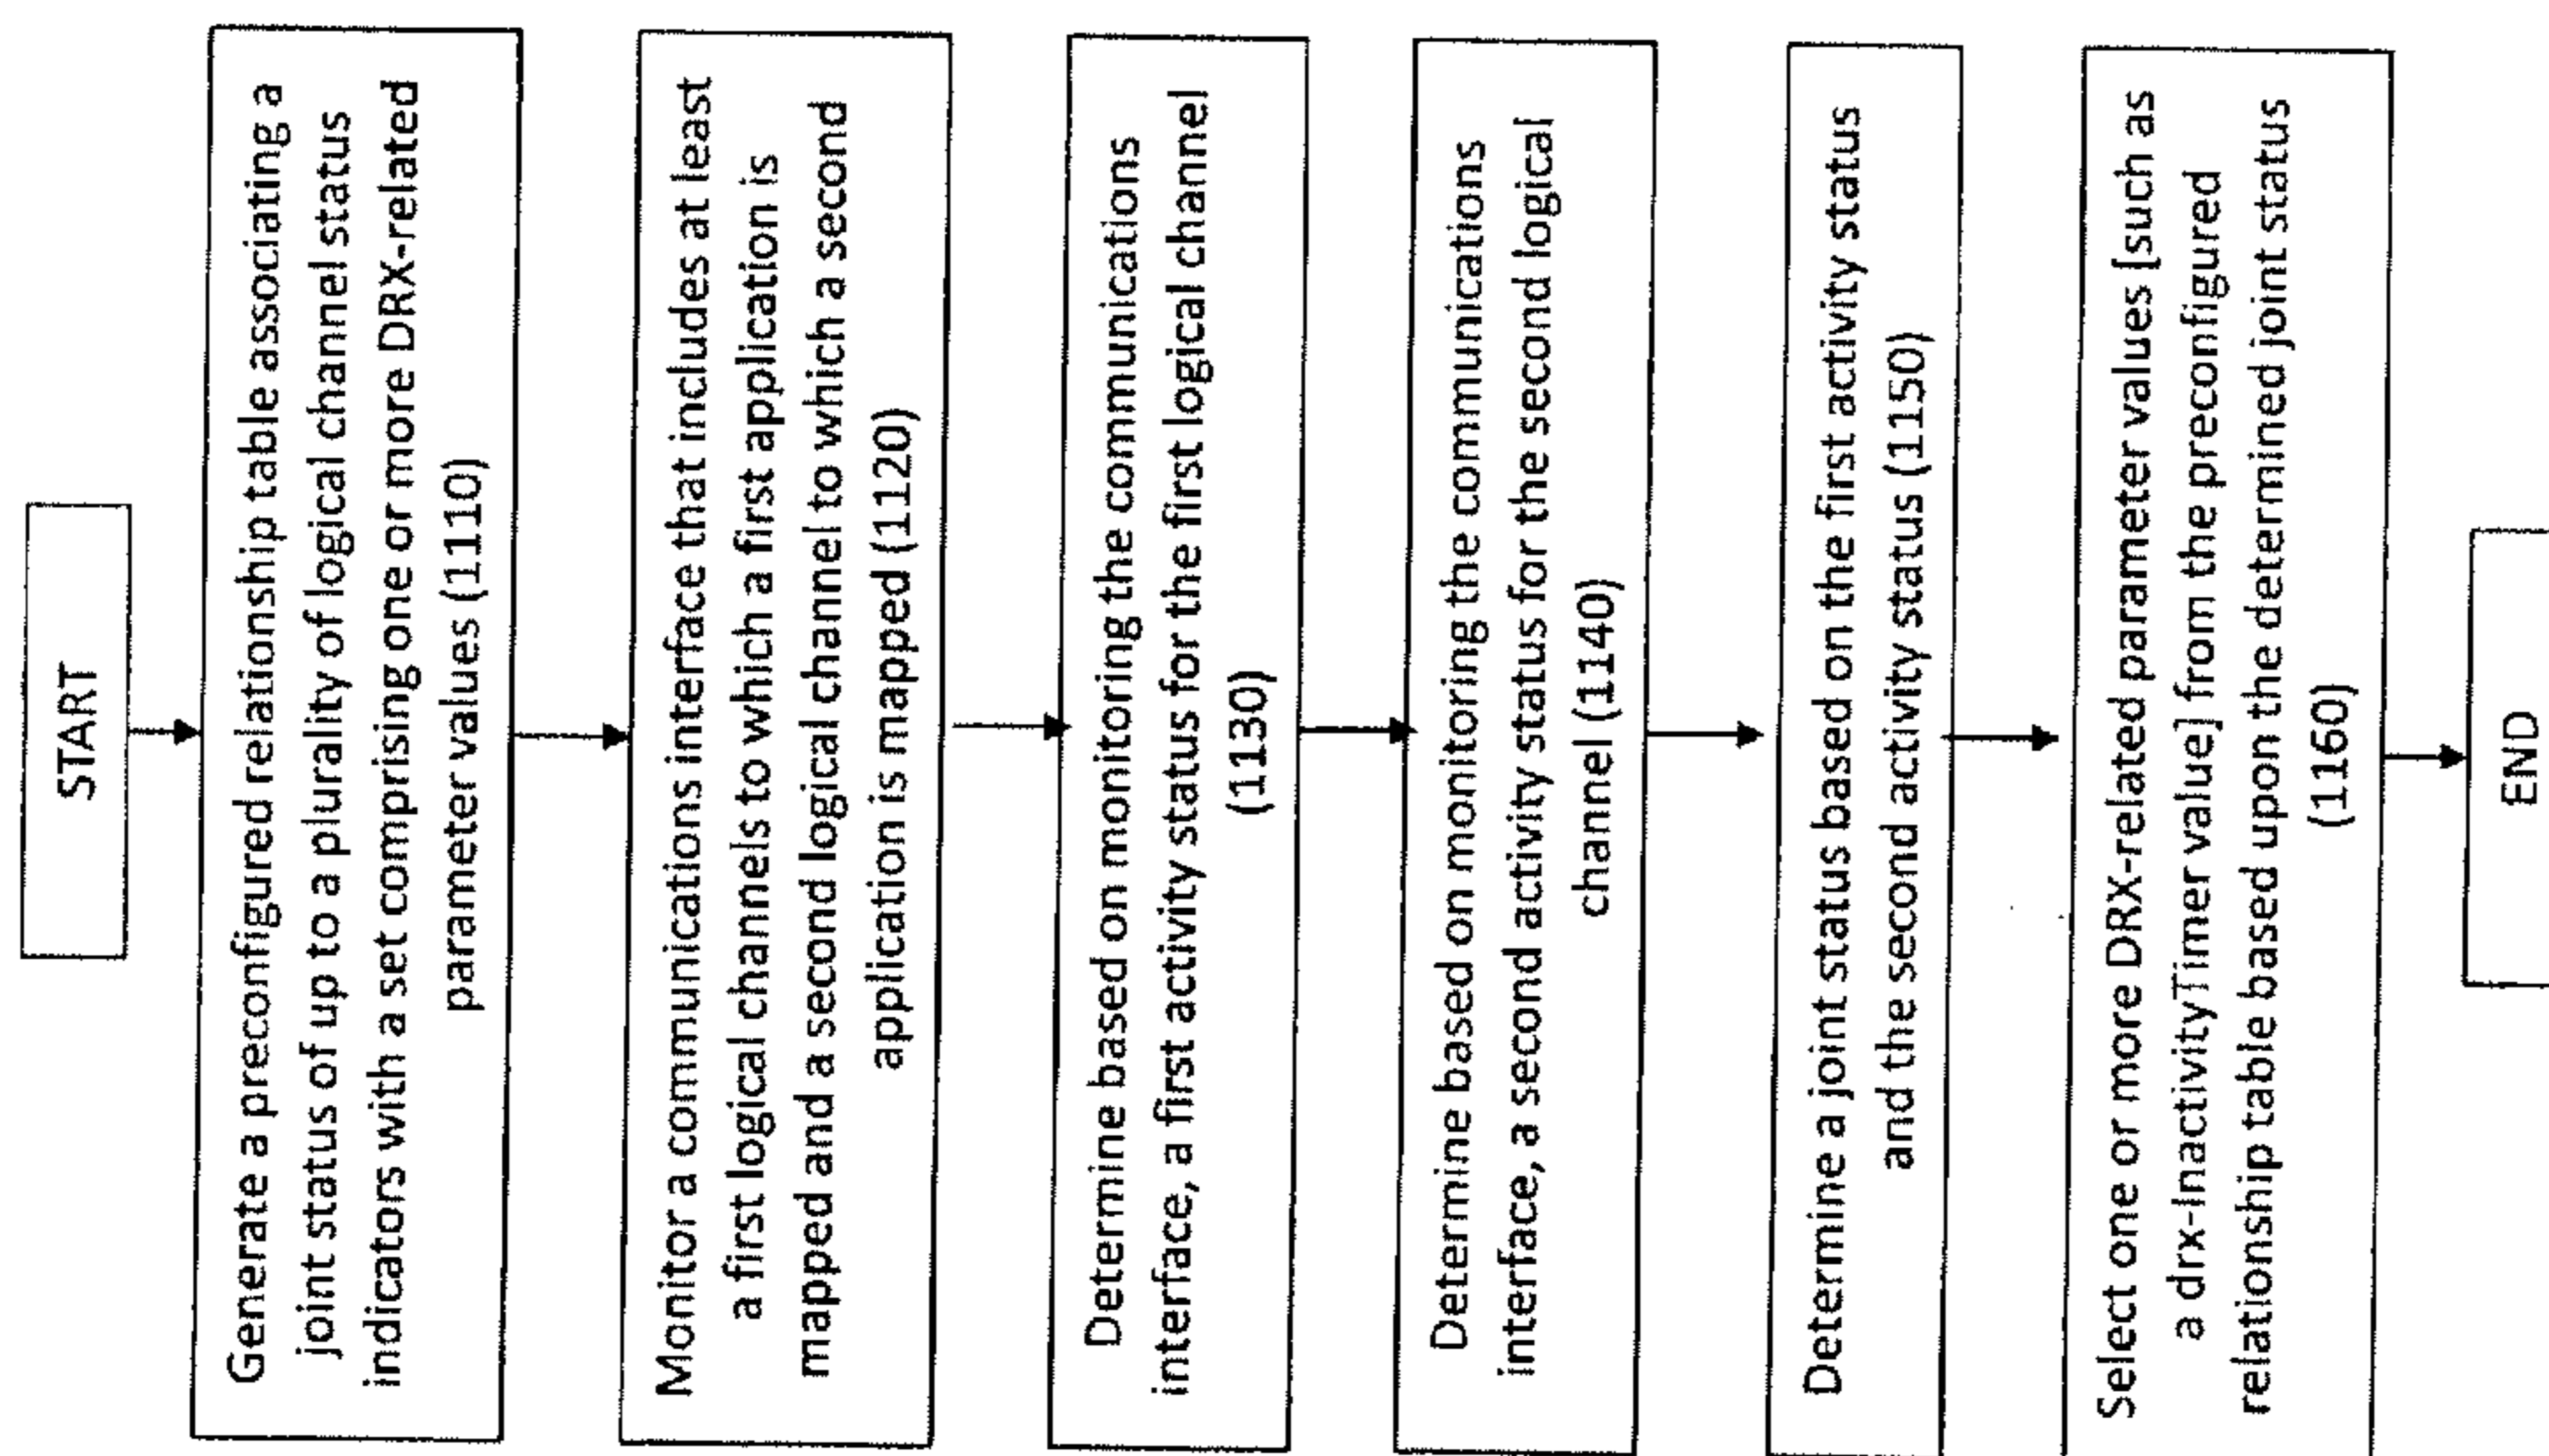 START
Generate a preconfigured relationship table associating a
joint status of up to a plurality of logical channel status
indicators with a set comprising one or more DRX-related
parameter values (1110)
Monitor a communications interface that includes at least
a first logical channels to which a first application is
mapped and a second logical channel to which a second
application is mapped (1120)
Determine based on monitoring the communications
interface, a first activity status for the first logical channel
(1130)
Determine based on monitoring the communications
interface, a second activity status for the second logical
channel (1140)
Determine a joint status based on the first activity status
and the second activity status (1150)
Select one or more DRX-related parameter values [such as
a drx-InactivityTimer value] from the preconfigured
relationship table based upon the determined joint status
(1160)
END